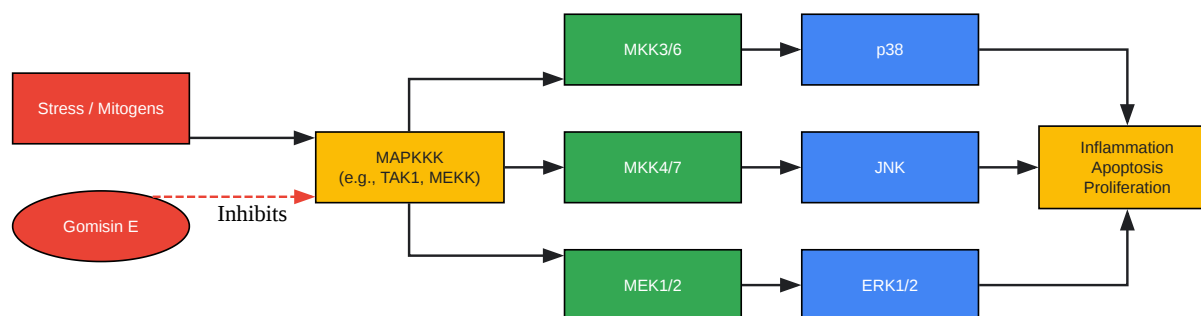 Stress / Mitogens
Gomisin E
Inhibits
MAPKKK
(e.g., TAK1, MEKK)
MKK3/6
MKK4/7
MEK1/2
p38
JNK
ERK1/2
Inflammation
Apoptosis
Proliferation